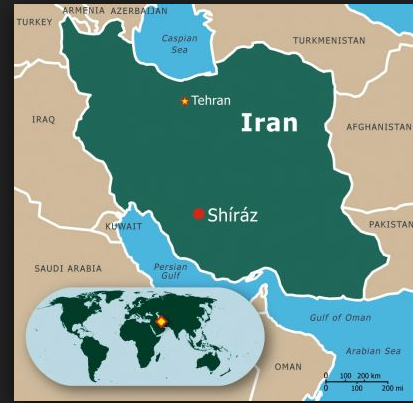 ARMENIA
AZERBAIJAN
TURKEY
Caspian
Sea
TURKMENISTAN
Tehran
Iran
IRAQ
AFGHANISTAN
Shíráz
KUWAIT
PAKISTAN
SAUDI ARABIA
Persian
Gulf
Gulf of Oman
Arabian Sea
OMAN
0 100 200 km
0 100 200 mi